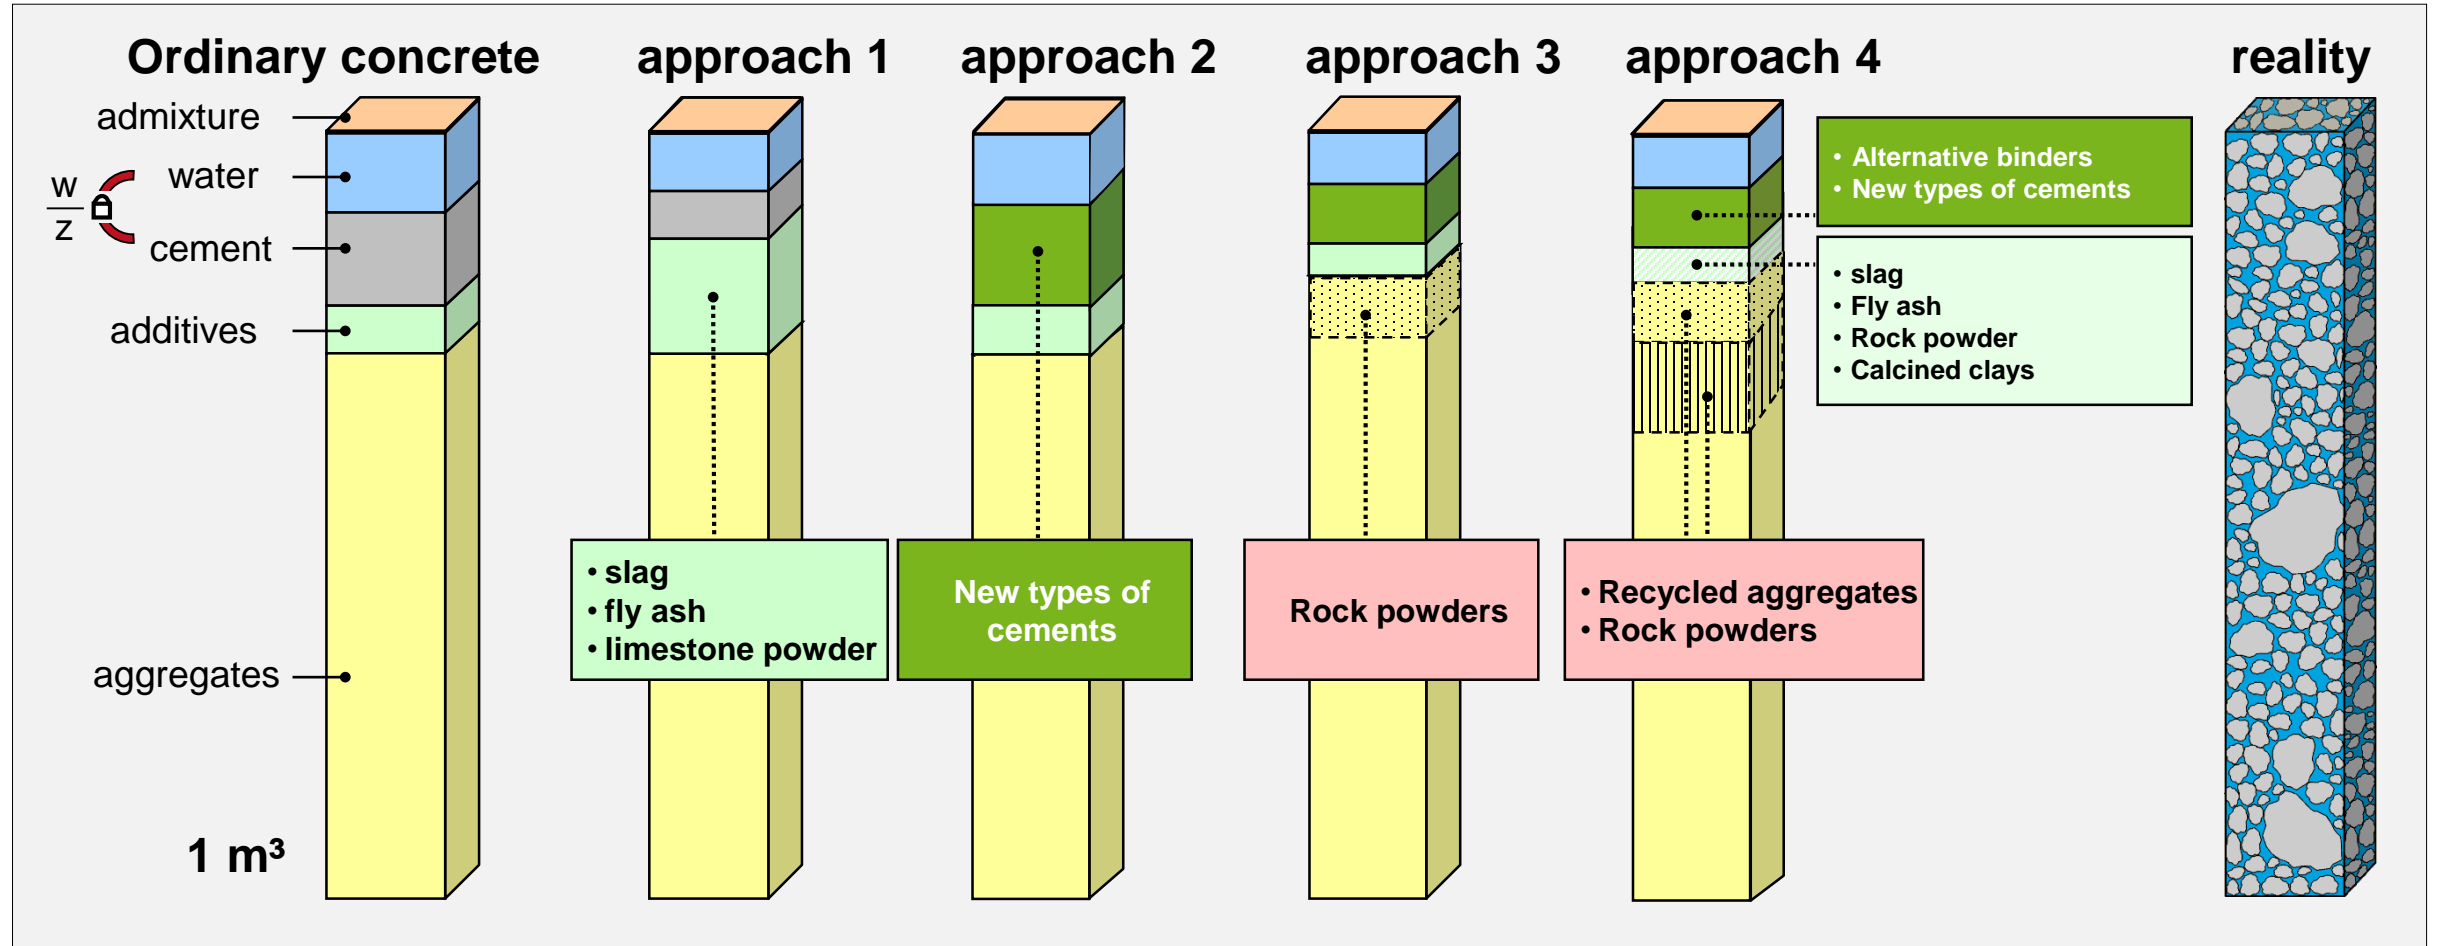 Ordinary concrete
approach 1
approach 2
approach 3
approach 4
reality
admixture
water
w
z
cement
additives
aggregates
1 m³
• slag
• fly ash
• limestone powder
New types of
cements
Rock powders
• Recycled aggregates
• Rock powders
• Alternative binders
• New types of cements
• slag
• Fly ash
• Rock powder
• Calcined clays